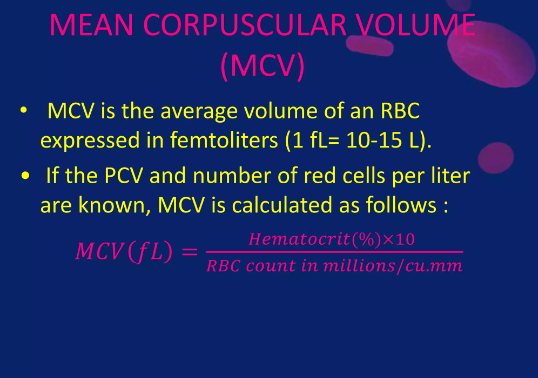 MEAN CORPUSCULAR VOLUME
(MCV)
• MCV is the average volume of an RBC
expressed in femtoliters (1 fL= 10-15 L).
• If the PCV and number of red cells per liter
are known, MCV is calculated as follows :
MCV(fL) = Hematocrit(%)×10
RBC count in millions/cu.mm